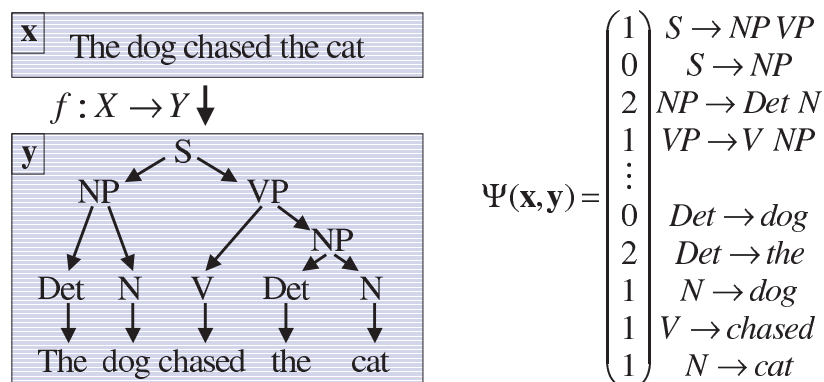 x
The dog chased the cat
f : X → Y
y
S
NP VP
NP
Det N V Det N
The dog chased the cat
Ψ(x,y) =
1 S → NP VP
0 S → NP
2 NP → Det N
1 VP → V NP
⋮
0 Det → dog
2 Det → the
1 N → dog
1 V → chased
1 N → cat